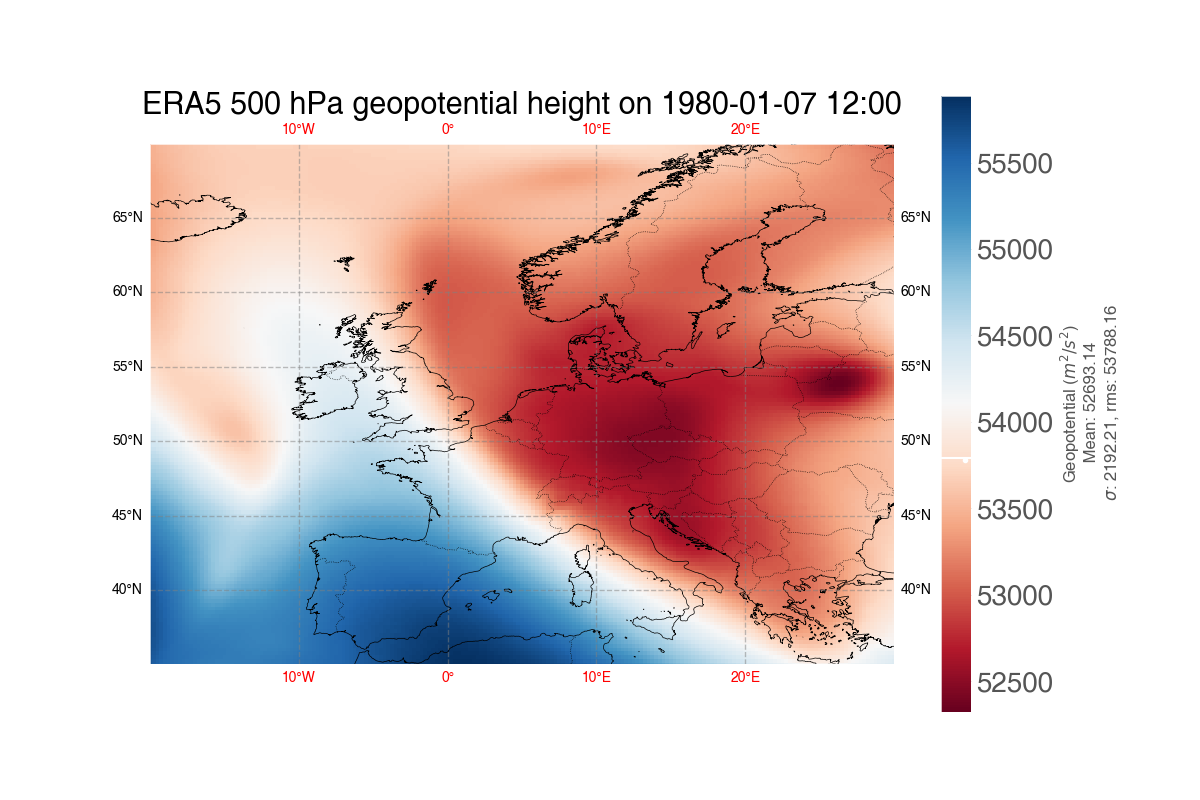 ERA5 500 hPa geopotential height on 1980-01-07 12:00
10°W 0° 10°E 20°E
65°N 65°N
60°N 60°N
55°N 55°N
50°N 50°N
45°N 45°N
40°N 40°N
10°W 0° 10°E 20°E
55500
55000
54500
54000
53500
53000
52500
Geopotential (m²/s²)
Mean: 52693.14
σ: 2192.21, rms: 53788.16